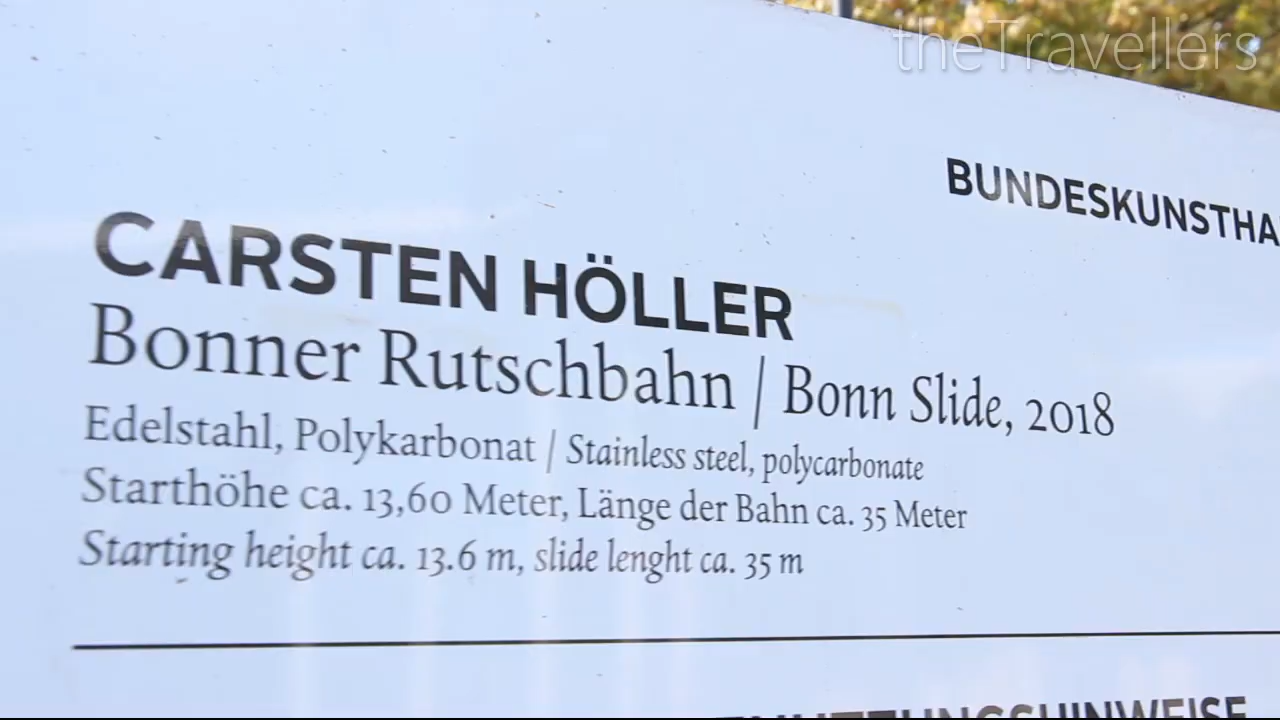 theTravellers
BUNDESKUNSTHA
CARSTEN HÖLLER
Bonner Rutschbahn / Bonn Slide, 2018
Edelstahl, Polykarbonat / Stainless steel, polycarbonate
Starthöhe ca. 13,60 Meter, Länge der Bahn ca. 35 Meter
Starting height ca. 13.6 m, slide lenght ca. 35 m